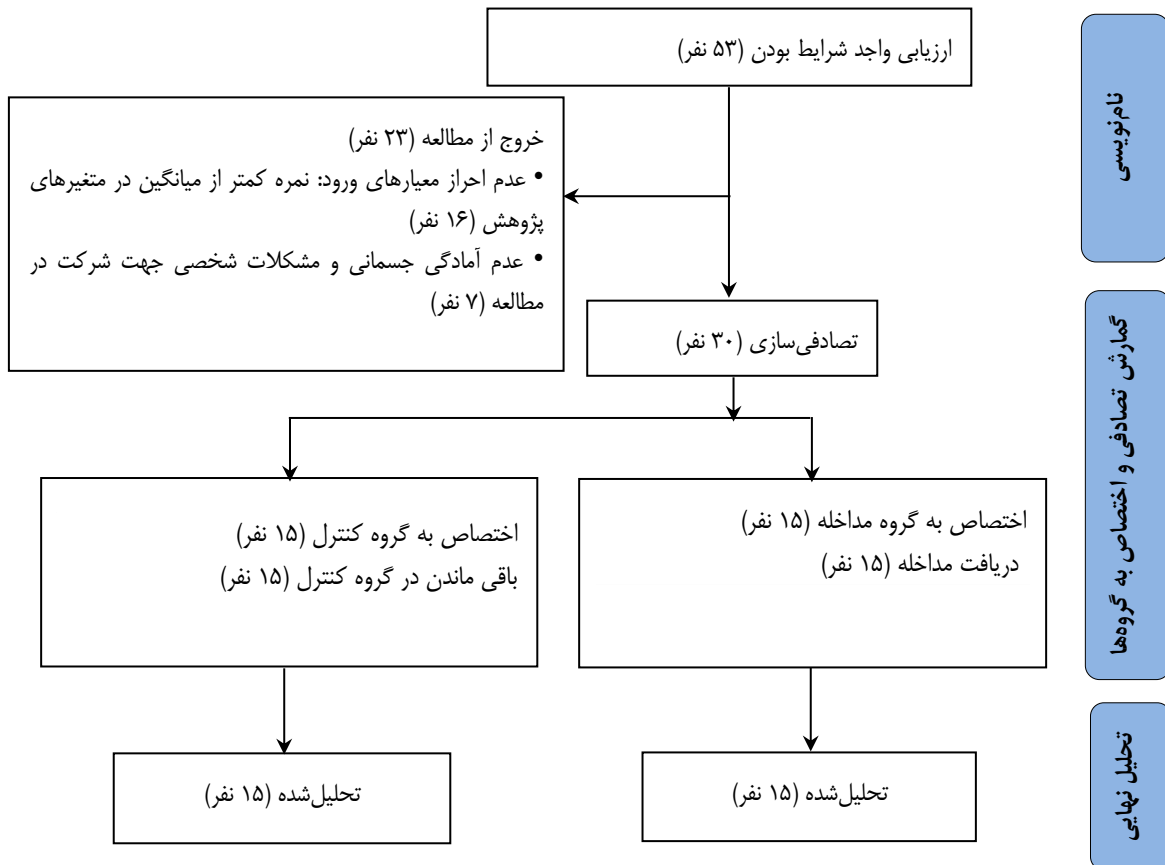 ارزیابی واجد شرایط بودن (۵۳ نفر)
نام‌نویسی
خروج از مطالعه (۲۳ نفر)
• عدم احراز معیارهای ورود: نمره کمتر از میانگین در متغیرهای
پژوهش (۱۶ نفر)
• عدم آمادگی جسمانی و مشکلات شخصی جهت شرکت در
مطالعه (۷ نفر)
تصادفی‌سازی (۳۰ نفر)
گمارش تصادفی و اختصاص به گروه‌ها
اختصاص به گروه مداخله (۱۵ نفر)
دریافت مداخله (۱۵ نفر)
اختصاص به گروه کنترل (۱۵ نفر)
باقی ماندن در گروه کنترل (۱۵ نفر)
تحلیل نهایی
تحلیل‌شده (۱۵ نفر)
تحلیل‌شده (۱۵ نفر)